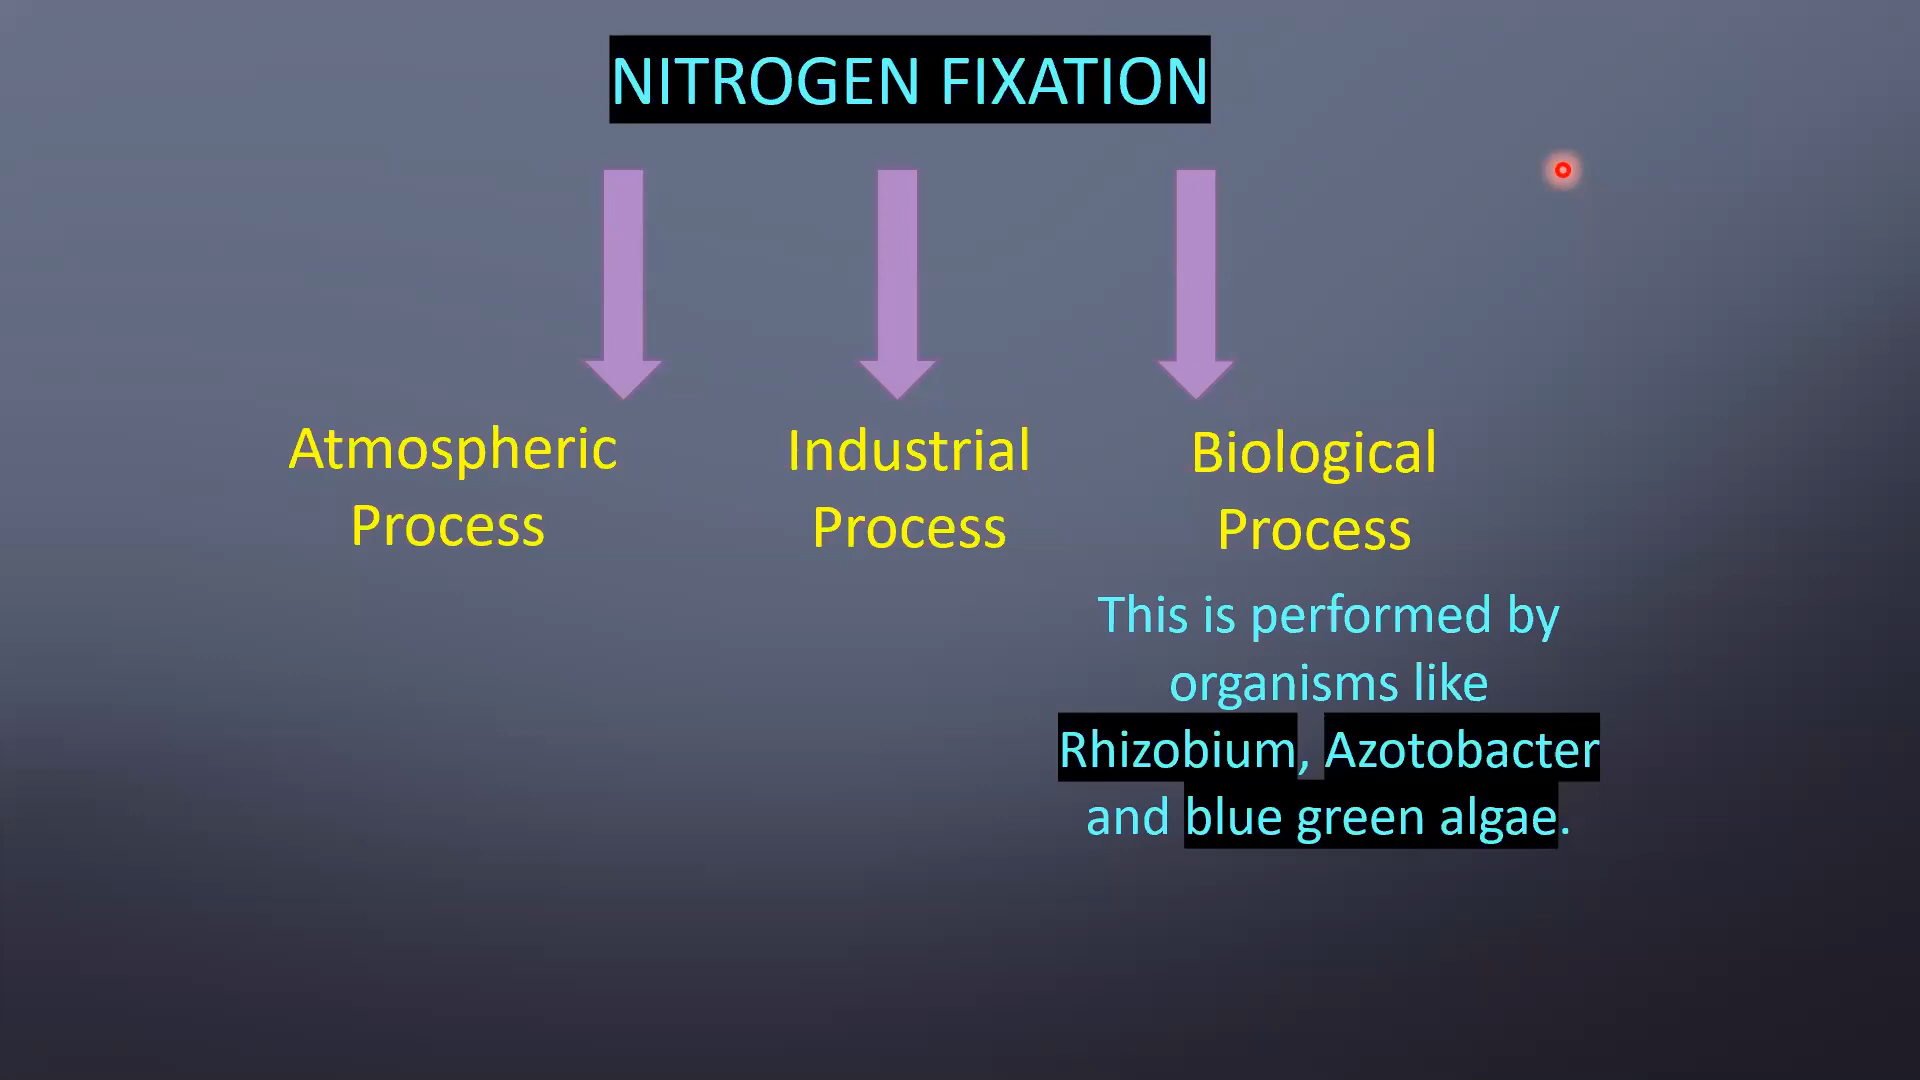 NITROGEN FIXATION
Atmospheric
Process
Industrial
Process
Biological
Process
This is performed by
organisms like
Rhizobium, Azotobacter
and blue green algae.